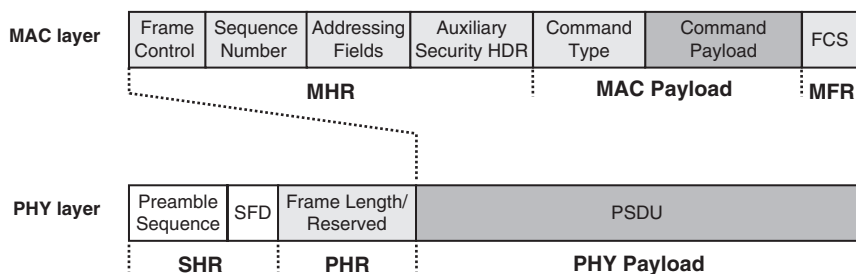 MAC layer
Frame
Control
Sequence
Number
Addressing
Fields
Auxiliary
Security HDR
Command
Type
Command
Payload
FCS
MHR
MAC Payload
MFR
PHY layer
Preamble
Sequence
SFD
Frame Length/
Reserved
PSDU
SHR
PHR
PHY Payload